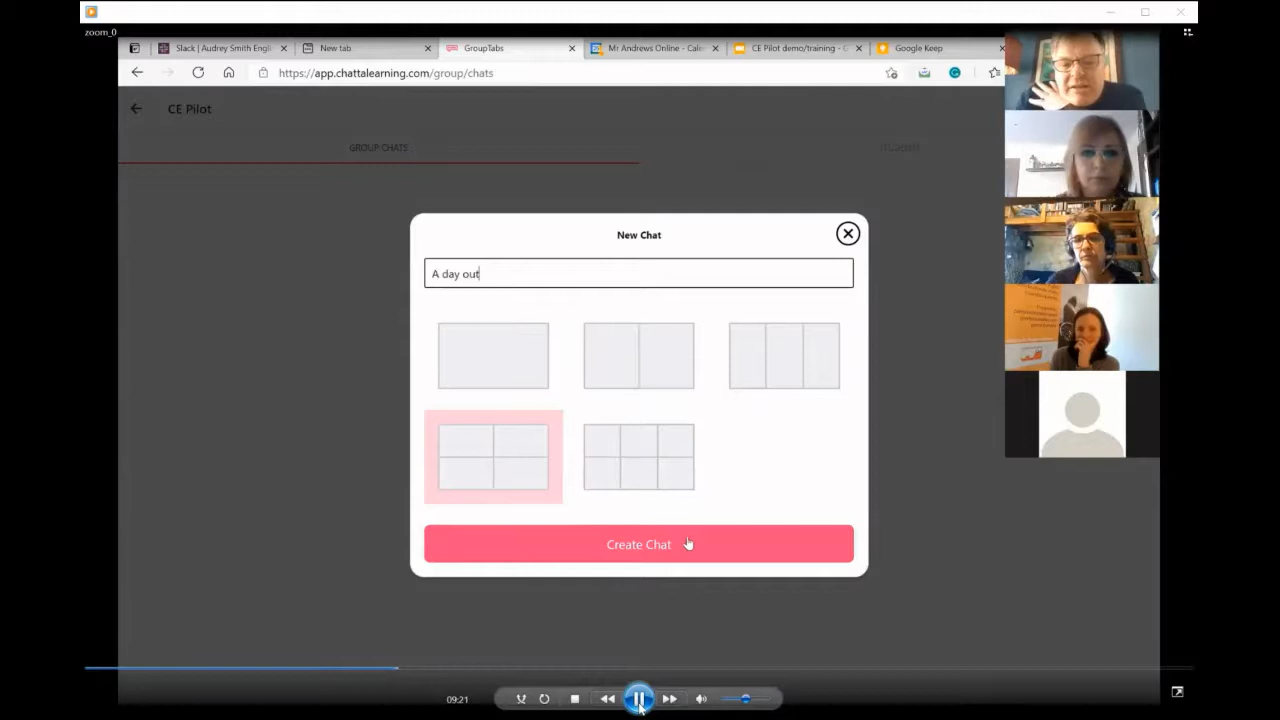 zoom_0
Slack | Audrey Smith Engli
New tab
GroupTabs
Mr Andrews Online - Cale
CE Pilot demo/training - G
Google Keep
https://app.chattalearning.com/group/chats
CE Pilot
GROUP CHATS
STUDENTS
New Chat
A day out
Create Chat
09:21